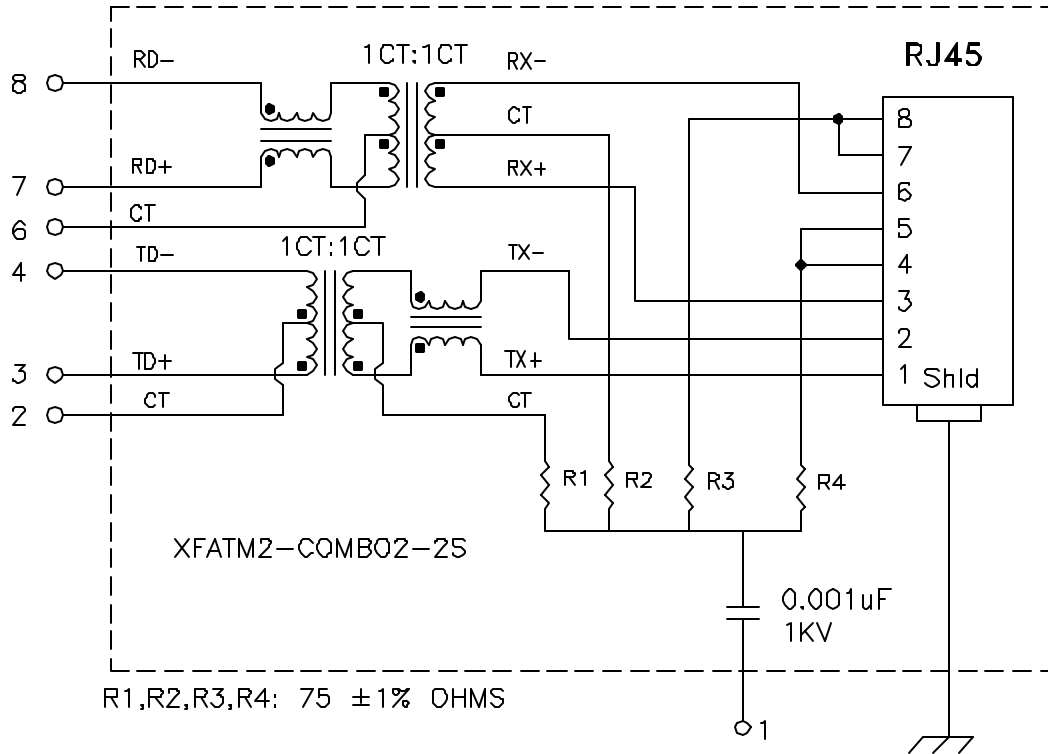 1CT:1CT
RJ45
8
RD-
RX-
CT
8
7
7
RD+
RX+
6
6
CT
5
1CT:1CT
4
TD-
TX-
4
3
2
3
TD+
TX+
1
Shld
2
CT
CT
R1
R2
R3
R4
XFATM2-COMBO2-2S
0.001uF
1KV
R1,R2,R3,R4: 75 ±1% OHMS
1